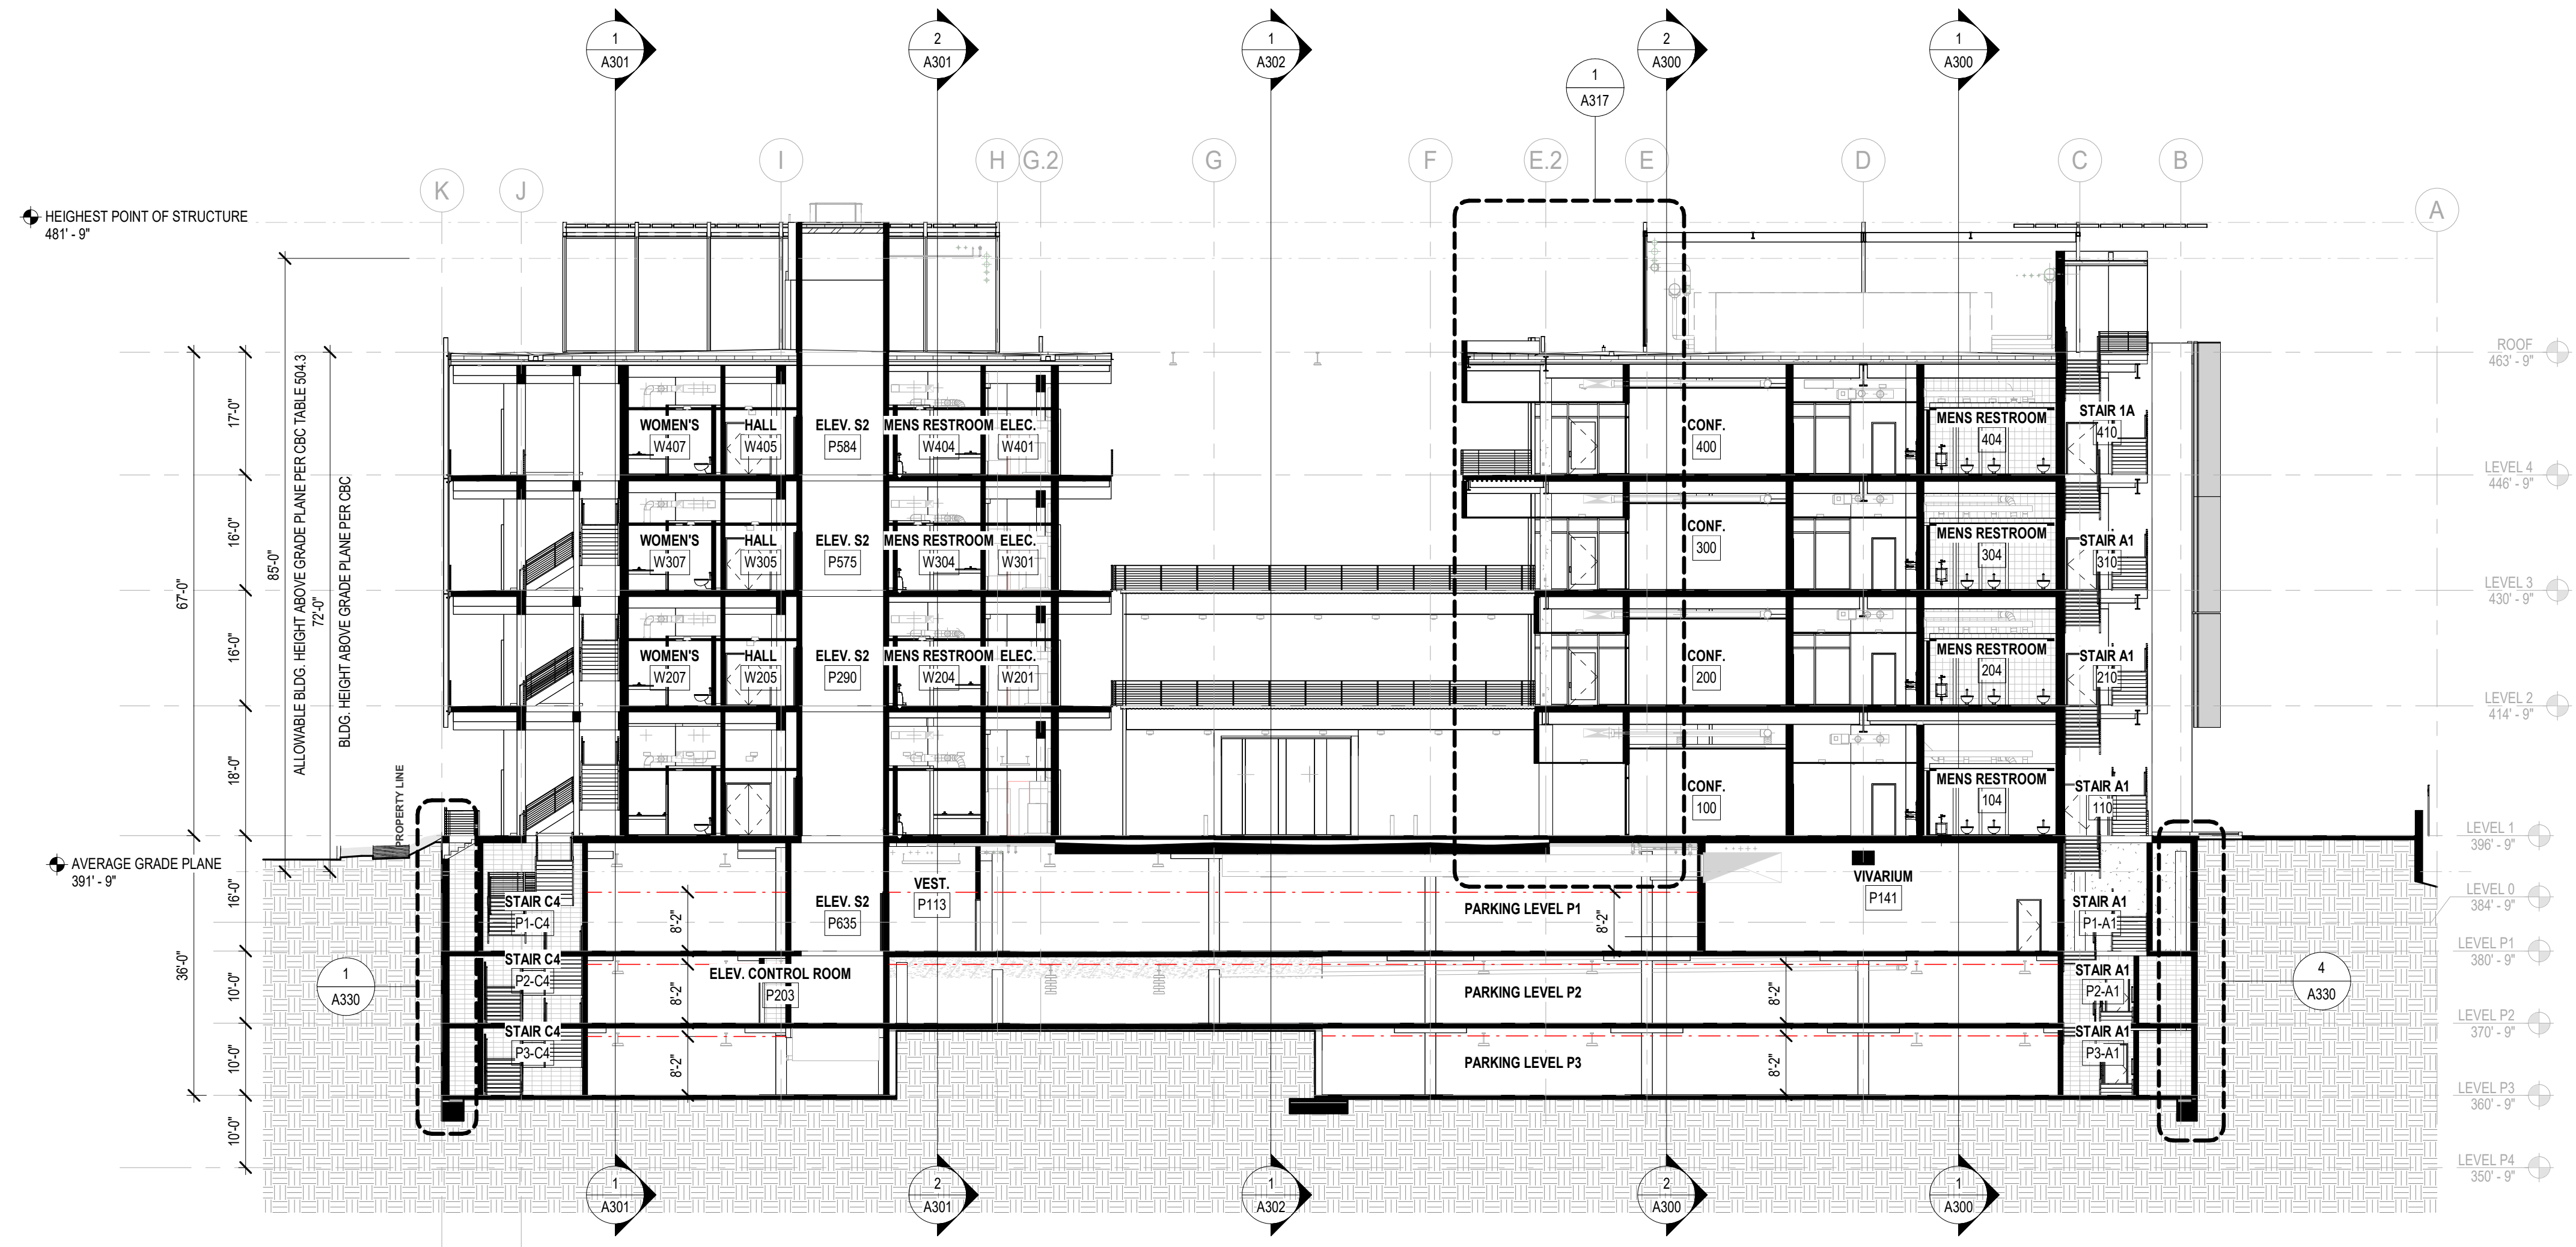 1
A301
2
A301
1
A302
2
A300
1
A300
1
A317
K
J
I
H
G.2
G
F
E.2
E
D
C
B
A
HEIGHEST POINT OF STRUCTURE
481' - 9"
ROOF
463' - 9"
LEVEL 4
446' - 9"
LEVEL 3
430' - 9"
LEVEL 2
414' - 9"
LEVEL 1
396' - 9"
LEVEL 0
384' - 9"
LEVEL P1
380' - 9"
LEVEL P2
370' - 9"
LEVEL P3
360' - 9"
LEVEL P4
350' - 9"
67'-0"
36'-0"
17'-0"
16'-0"
16'-0"
18'-0"
16'-0"
10'-0"
10'-0"
10'-0"
85'-0"
ALLOWABLE BLDG. HEIGHT ABOVE GRADE PLANE PER CBC TABLE 504.3
72'-0"
BLDG. HEIGHT ABOVE GRADE PLANE PER CBC
PROPERTY LINE
AVERAGE GRADE PLANE
391' - 9"
WOMEN'S
W407
HALL
W405
ELEV. S2
P584
MENS RESTROOM
W404
ELEC.
W401
CONF.
400
MENS RESTROOM
404
STAIR 1A
410
WOMEN'S
W307
HALL
W305
ELEV. S2
P575
MENS RESTROOM
W304
ELEC.
W301
CONF.
300
MENS RESTROOM
304
STAIR A1
310
WOMEN'S
W207
HALL
W205
ELEV. S2
P290
MENS RESTROOM
W204
ELEC.
W201
CONF.
200
MENS RESTROOM
204
STAIR A1
210
CONF.
100
MENS RESTROOM
104
STAIR A1
110
STAIR C4
P1-C4
8'-2"
ELEV. S2
P635
VEST.
P113
PARKING LEVEL P1
8'-2"
VIVARIUM
P141
STAIR A1
P1-A1
STAIR C4
P2-C4
8'-2"
ELEV. CONTROL ROOM
P203
PARKING LEVEL P2
8'-2"
STAIR A1
P2-A1
STAIR C4
P3-C4
8'-2"
PARKING LEVEL P3
8'-2"
STAIR A1
P3-A1
1
A330
4
A330
1
A301
2
A301
1
A302
2
A300
1
A300